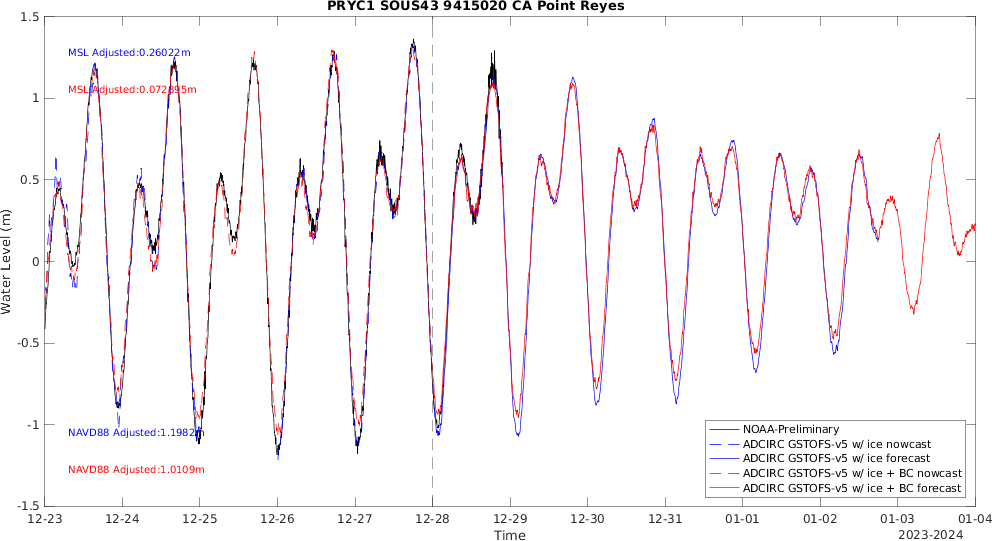 PRYC1 SOUS43 9415020 CA Point Reyes
1.5
1
0.5
0
-0.5
-1
-1.5
Water Level (m)
MSL Adjusted:0.26022m
MSL Adjusted:0.072895m
NAVD88 Adjusted:1.1982m
NAVD88 Adjusted:1.0109m
NOAA-Preliminary
ADCIRC GSTOFS-v5 w/ ice nowcast
ADCIRC GSTOFS-v5 w/ ice forecast
ADCIRC GSTOFS-v5 w/ ice + BC nowcast
ADCIRC GSTOFS-v5 w/ ice + BC forecast
12-23 12-24 12-25 12-26 12-27 12-28 12-29 12-30 12-31 01-01 01-02 01-03 01-04
Time
2023-2024